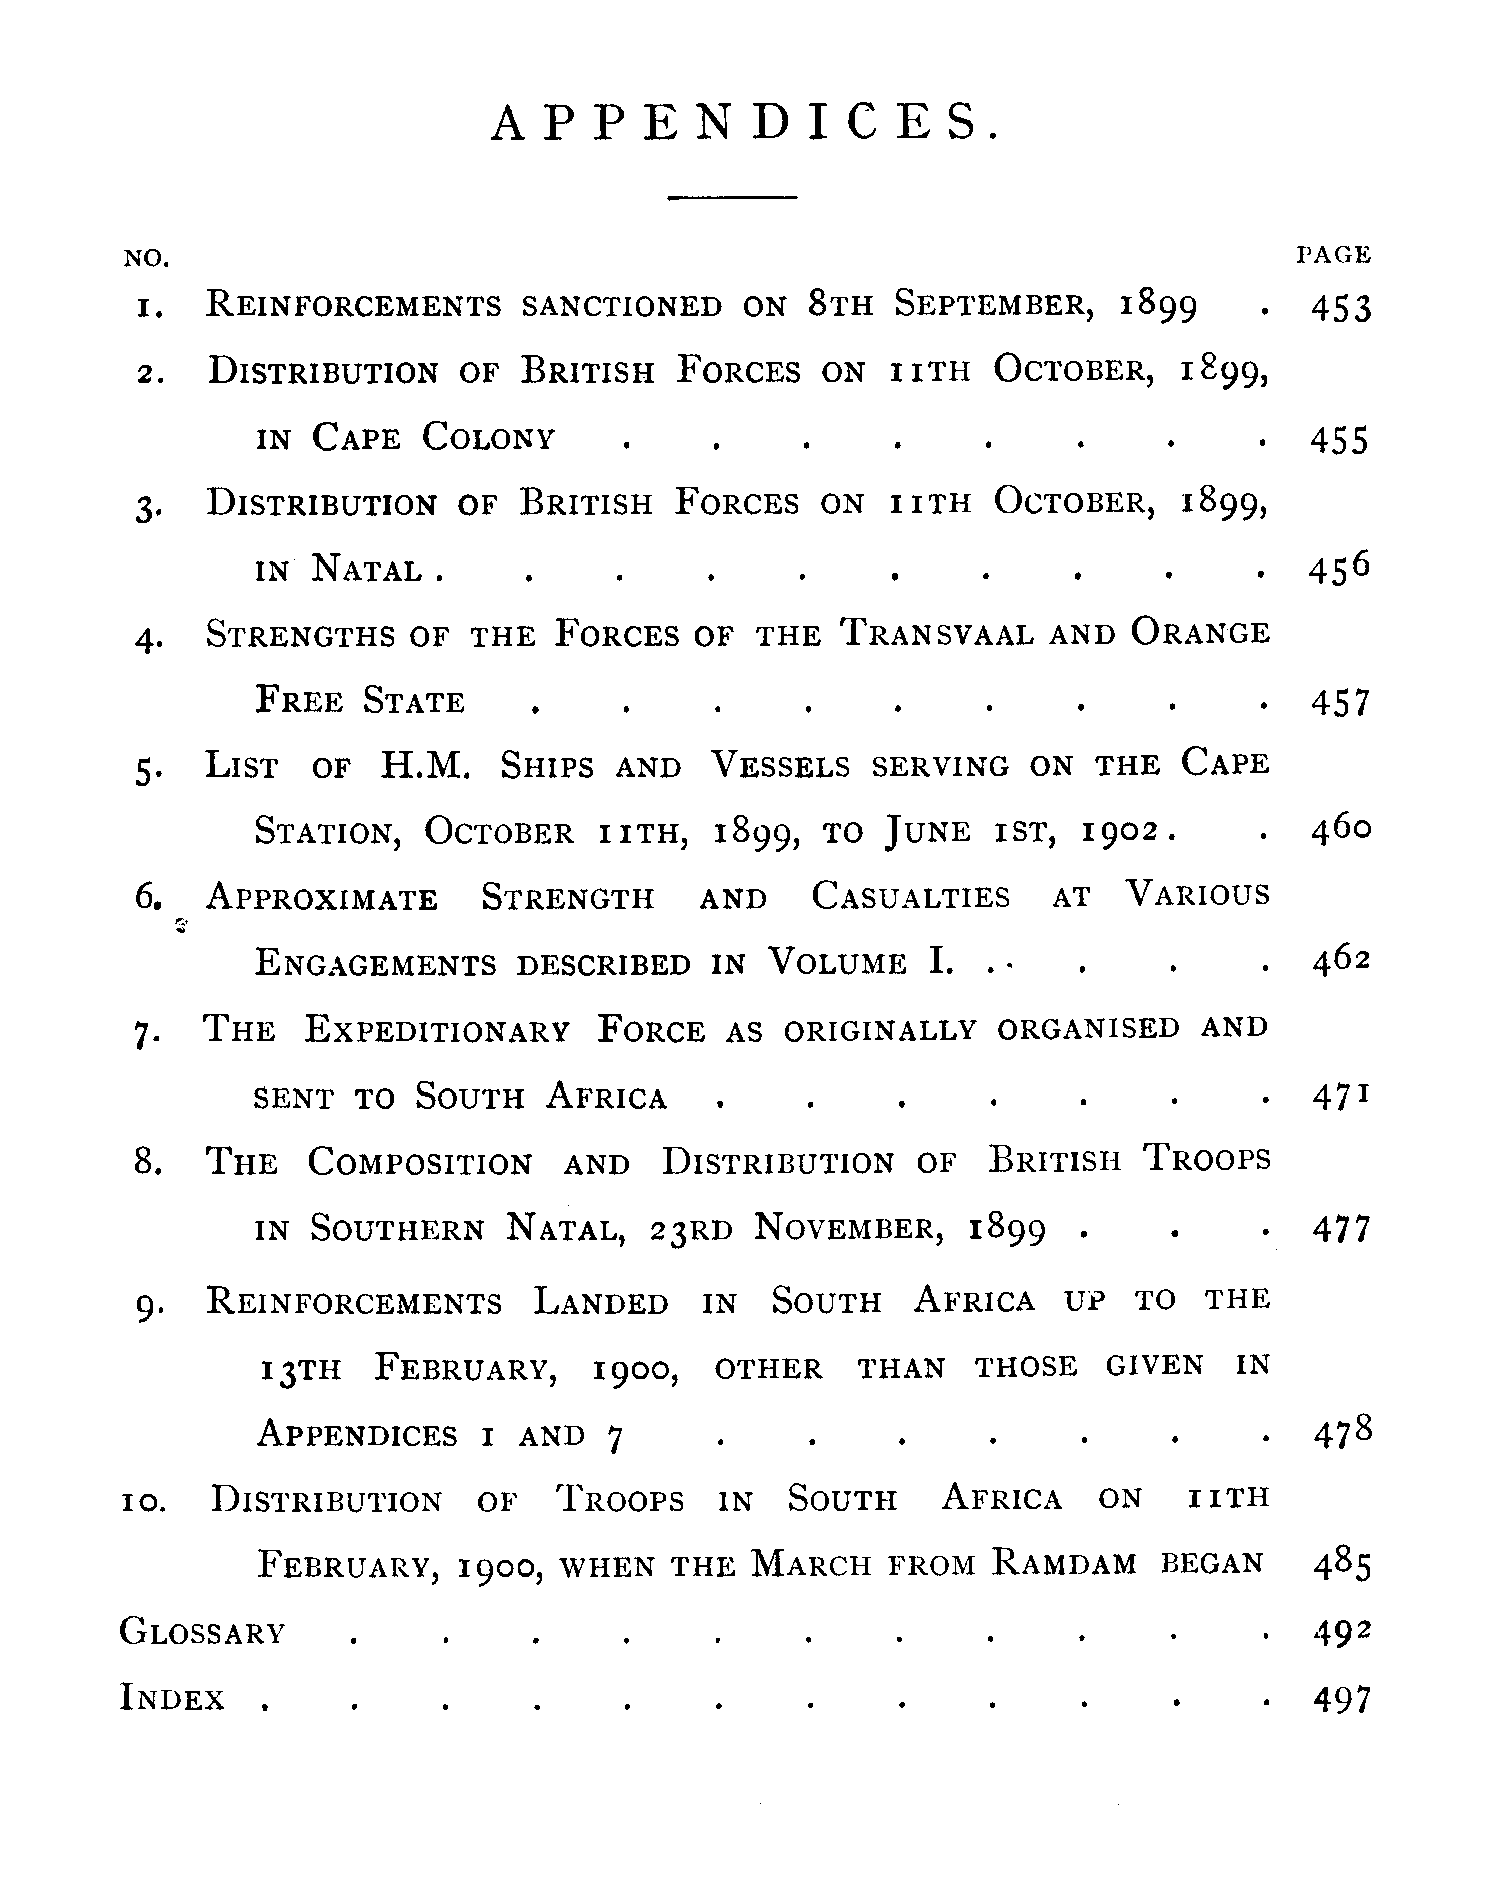 APPENDICES.
NO. PAGE
1. Reinforcements sanctioned on 8th September, 1899 . 453
2. Distribution of British Forces on 11th October, 1899,
in Cape Colony . . . . . . . . 455
3. Distribution of British Forces on 11th October, 1899,
in Natal . . . . . . . . . . 456
4. Strengths of the Forces of the Transvaal and Orange
Free State . . . . . . . . . 457
5. List of H.M. Ships and Vessels serving on the Cape
Station, October 11th, 1899, to June 1st, 1902 . . 460
6. Approximate Strength and Casualties at Various
Engagements described in Volume I. . . . . . 462
7. The Expeditionary Force as originally organised and
sent to South Africa . . . . . . . 471
8. The Composition and Distribution of British Troops
in Southern Natal, 23rd November, 1899 . . . 477
9. Reinforcements Landed in South Africa up to the
13th February, 1900, other than those given in
Appendices 1 and 7 . . . . . . . 478
10. Distribution of Troops in South Africa on 11th
February, 1900, when the March from Ramdam began 485
Glossary . . . . . . . . . . . 492
Index . . . . . . . . . . . . 497